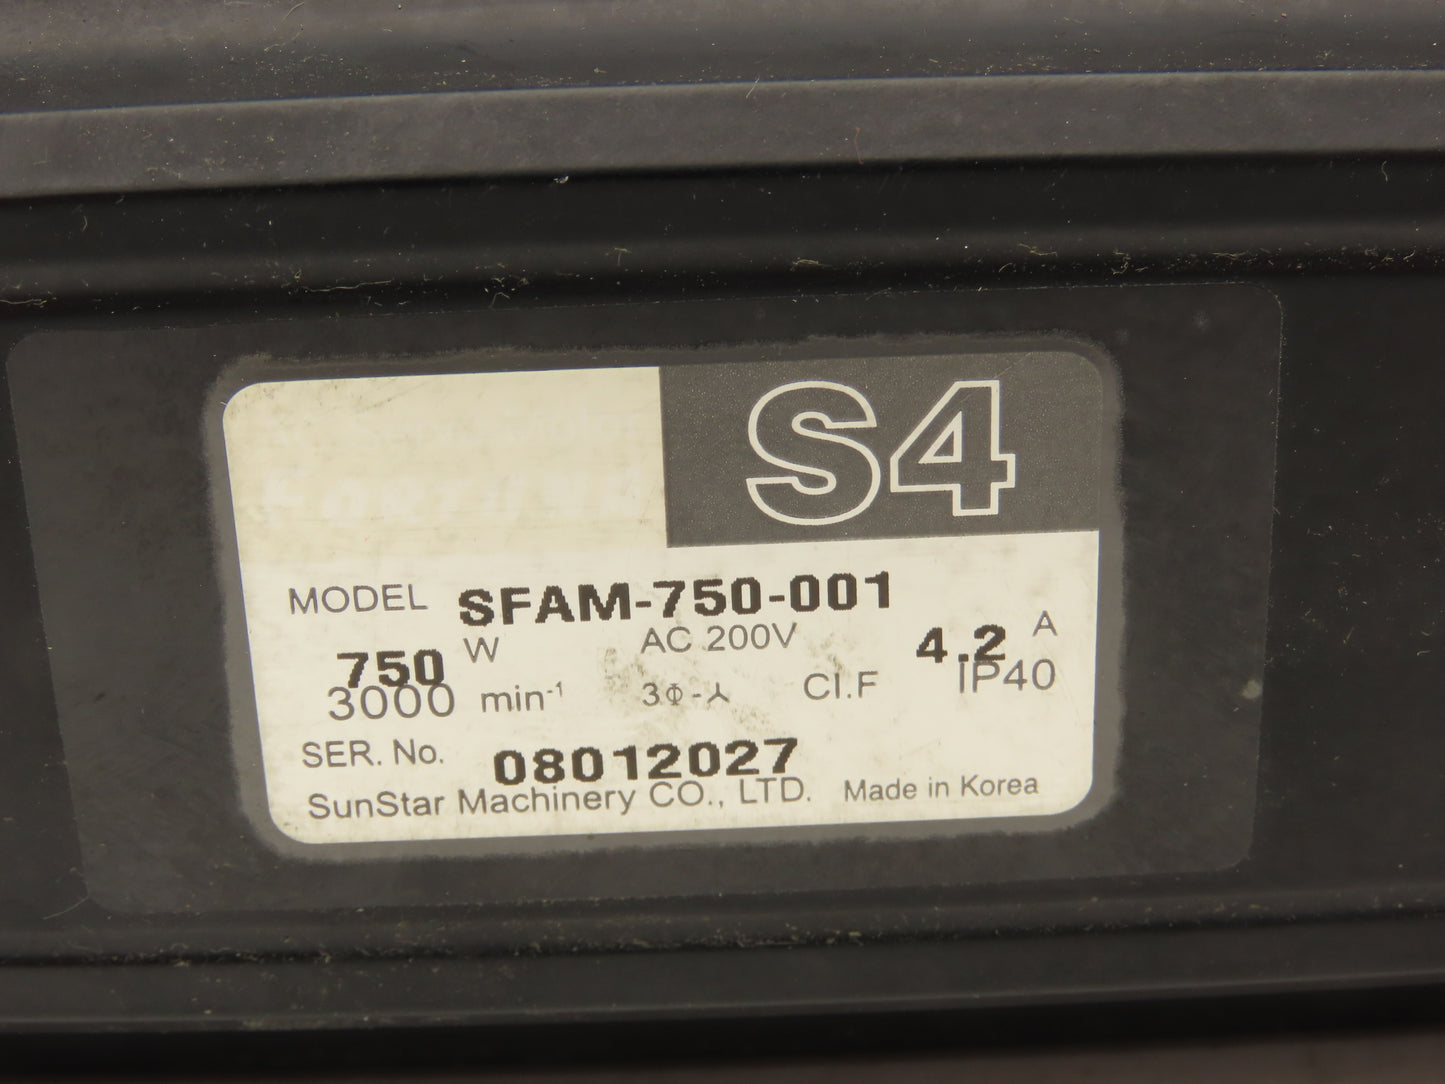 S4
MODEL SFAM-750-001
750 W AC 200V 4.2 A
3000 min-1 3Φ-⅄ CI.F IP40
SER. No. 08012027
SunStar Machinery CO., LTD. Made in Korea